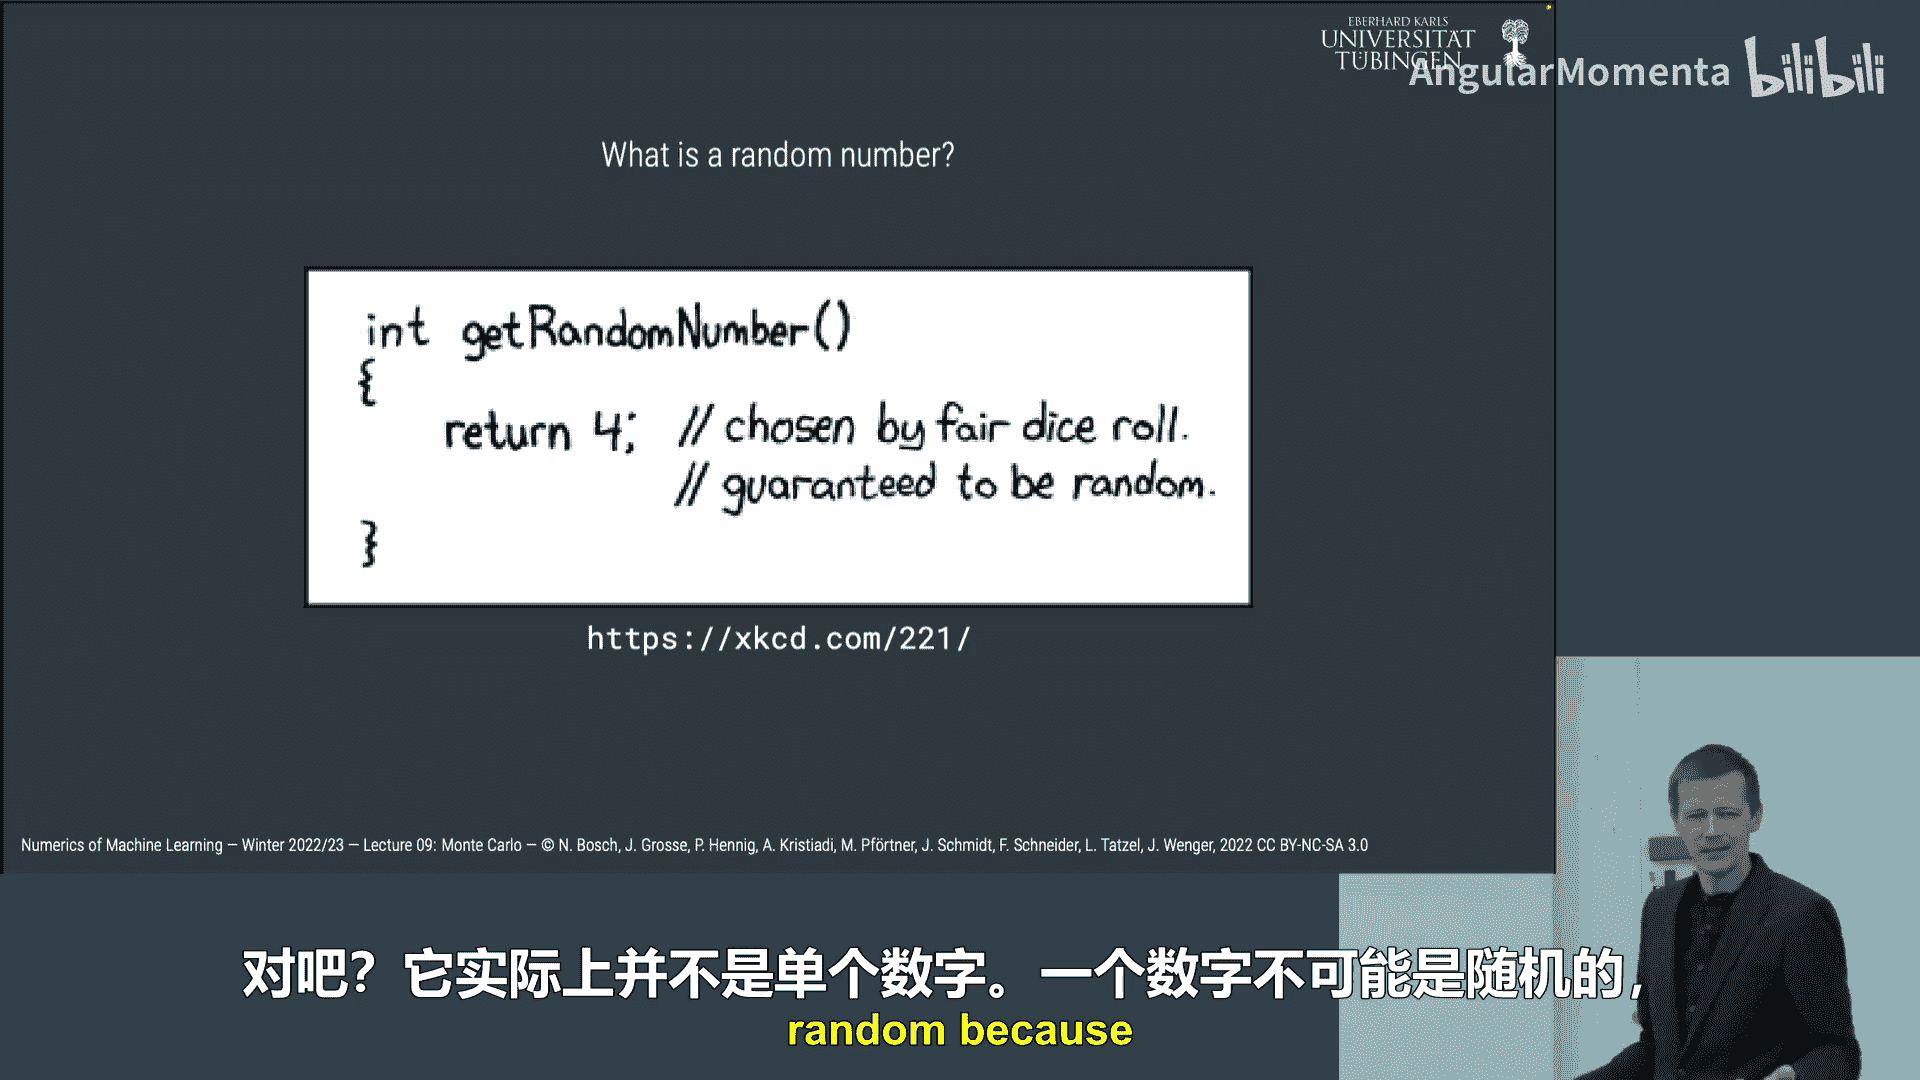 EBERHARD KARLS
UNIVERSITÄT
TÜBINGEN
AngularMomenta bilibili
What is a random number?
int getRandomNumber()
{
return 4; // chosen by fair dice roll.
// guaranteed to be random.
}
https://xkcd.com/221/
Numerics of Machine Learning — Winter 2022/23 — Lecture 09: Monte Carlo — © N. Bosch, J. Grosse, P. Hennig, A. Kristiadi, M. Pförtner, J. Schmidt, F. Schneider, L. Tatzel, J. Wenger, 2022 CC BY-NC-SA 3.0
对吧？它实际上并不是单个数字。一个数字不可能是随机的，
random because